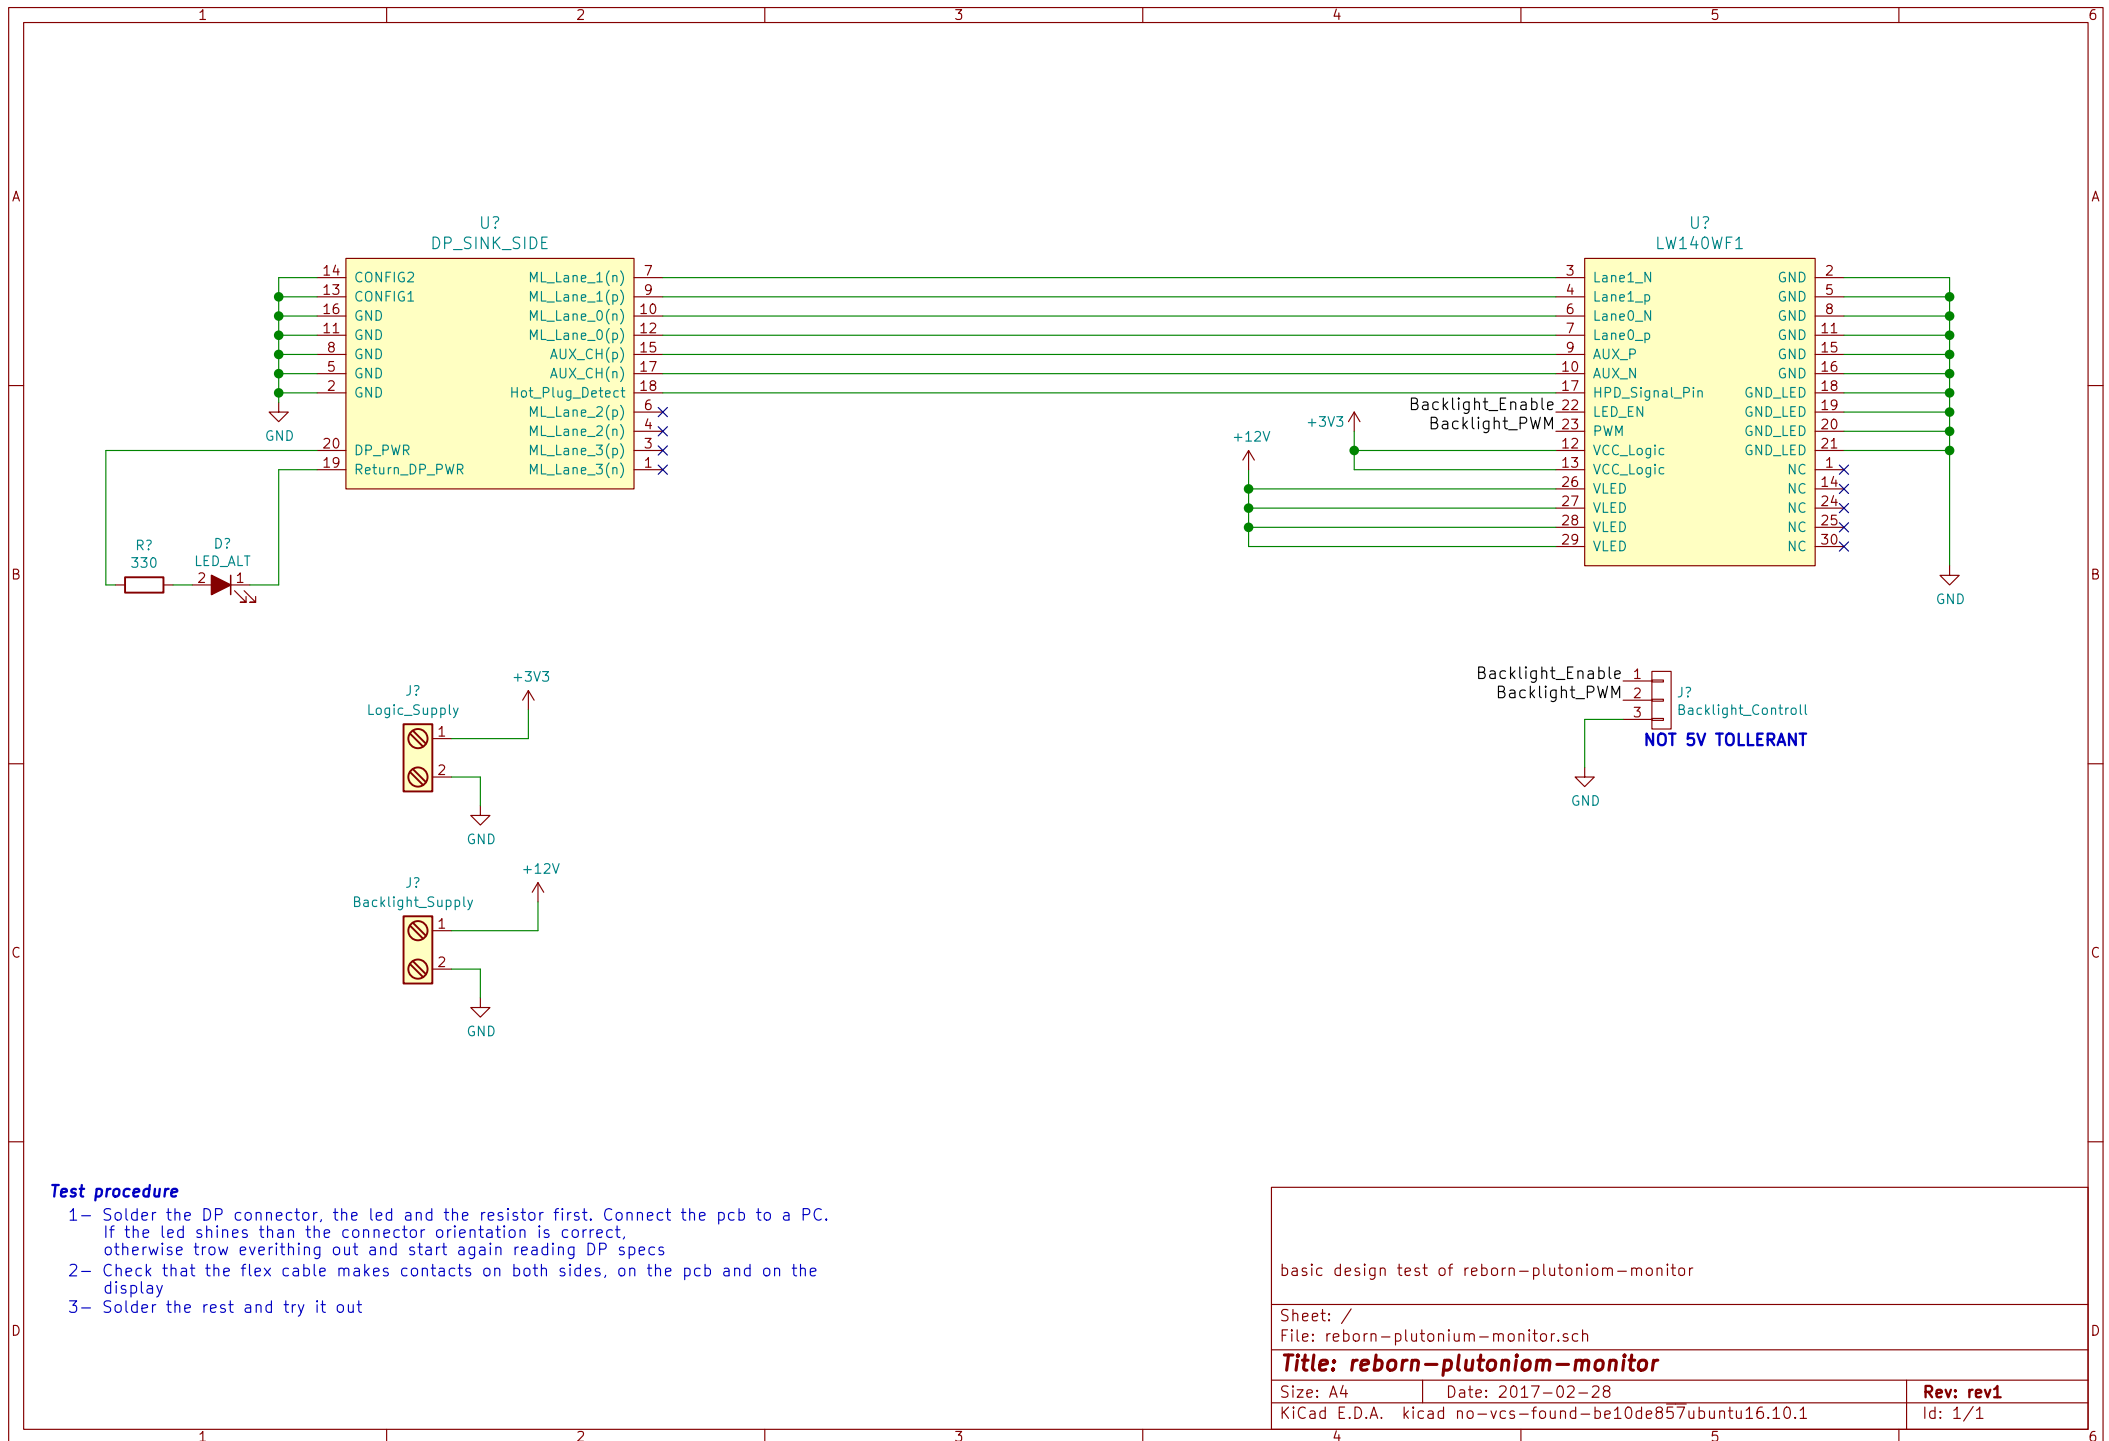 1 2 3 4 5 6
A A
B B
C C
D D
U?
DP_SINK_SIDE
14 CONFIG2 ML_Lane_1(n) 7
13 CONFIG1 ML_Lane_1(p) 9
16 GND ML_Lane_0(n) 10
11 GND ML_Lane_0(p) 12
8 GND AUX_CH(p) 15
5 GND AUX_CH(n) 17
2 GND Hot_Plug_Detect 18
ML_Lane_2(p) 6
ML_Lane_2(n) 4
20 DP_PWR ML_Lane_3(p) 3
19 Return_DP_PWR ML_Lane_3(n) 1
GND
R?
330
D?
LED_ALT
2 1
U?
LW140WF1
3 Lane1_N GND 2
4 Lane1_p GND 5
6 Lane0_N GND 8
7 Lane0_p GND 11
9 AUX_P GND 15
10 AUX_N GND 16
17 HPD_Signal_Pin GND_LED 18
Backlight_Enable 22 LED_EN GND_LED 19
Backlight_PWM 23 PWM GND_LED 20
12 VCC_Logic GND_LED 21
13 VCC_Logic NC 1
26 VLED NC 14
27 VLED NC 24
28 VLED NC 25
29 VLED NC 30
+3V3
+12V
GND
J?
Logic_Supply
+3V3
1
2
GND
J?
Backlight_Supply
+12V
1
2
GND
Backlight_Enable 1
Backlight_PWM 2
3
J?
Backlight_Controll
NOT 5V TOLLERANT
GND
Test procedure
1- Solder the DP connector, the led and the resistor first. Connect the pcb to a PC.
If the led shines than the connector orientation is correct,
otherwise trow everithing out and start again reading DP specs
2- Check that the flex cable makes contacts on both sides, on the pcb and on the
display
3- Solder the rest and try it out
basic design test of reborn-plutoniom-monitor
Sheet: /
File: reborn-plutonium-monitor.sch
Title: reborn-plutoniom-monitor
Size: A4 Date: 2017-02-28 Rev: rev1
KiCad E.D.A. kicad no-vcs-found-be10de857ubuntu16.10.1 Id: 1/1
1 2 3 4 5 6